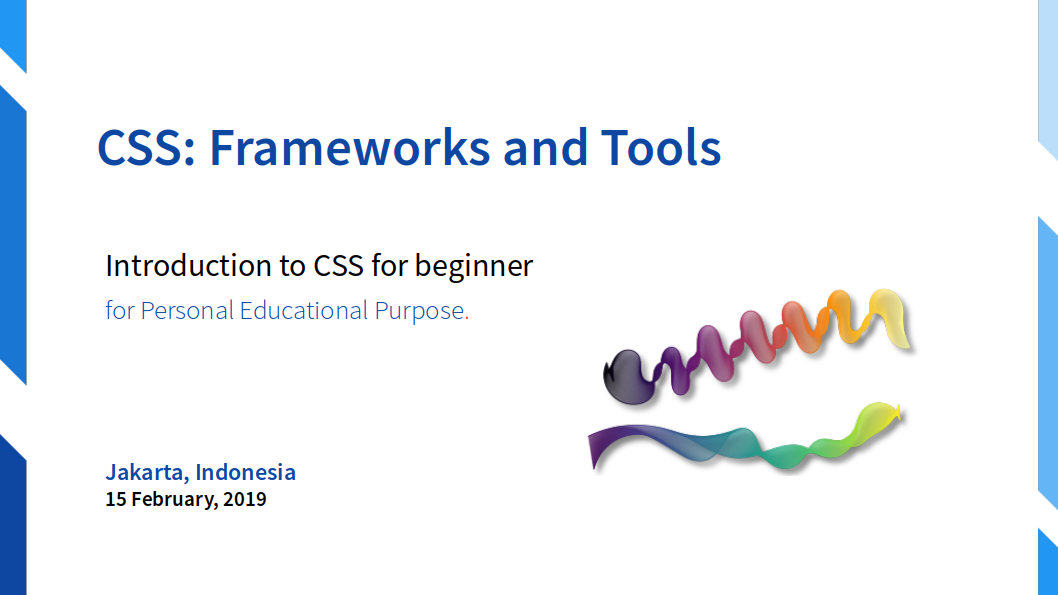 CSS: Frameworks and Tools
Introduction to CSS for beginner
for Personal Educational Purpose.
Jakarta, Indonesia
15 February, 2019